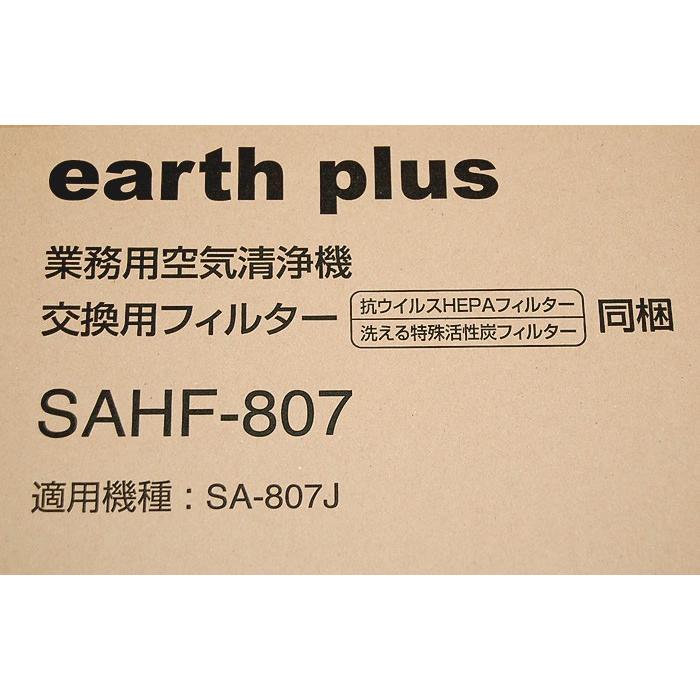 earth plus
業務用空気清浄機
交換用フィルター 抗ウイルスHEPAフィルター 同梱
洗える特殊活性炭フィルター
SAHF-807
適用機種：SA-807J